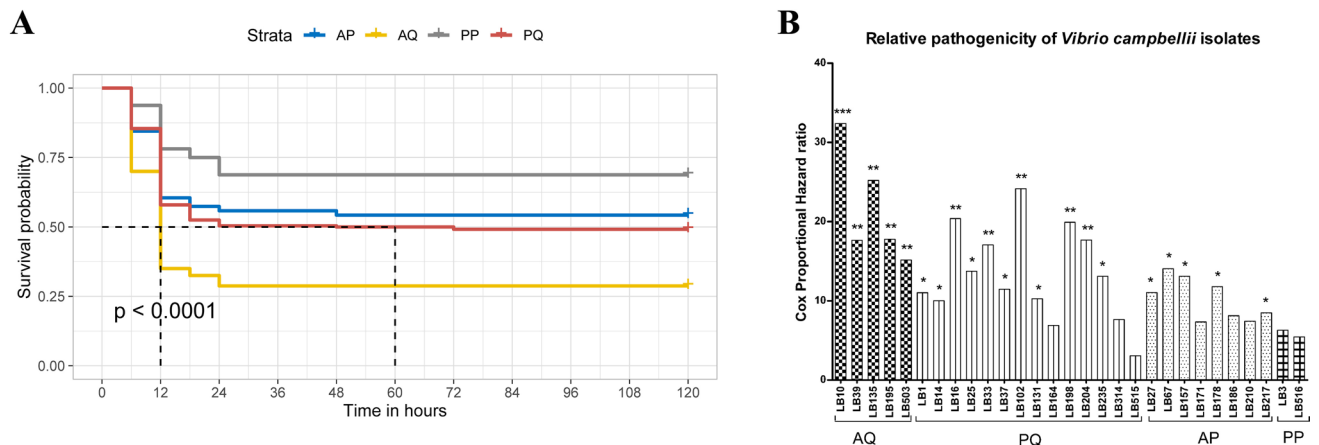 A
Strata AP AQ PP PQ
Survival probability
1.00
0.75
0.50
0.25
0.00
p < 0.0001
0 12 24 36 48 60 72 84 96 108 120
Time in hours
B
Relative pathogenicity of Vibrio campbellii isolates
Cox Proportional Hazard ratio
40
30
20
10
0
*** ** ** ** **
* * ** * ** * ** * ** ** *
* * * * *
LB10 LB39 LB135 LB195 LB503 LB1 LB14 LB16 LB25 LB33 LB37 LB102 LB131 LB164 LB198 LB204 LB235 LB314 LB515 LB27 LB67 LB157 LB171 LB178 LB186 LB210 LB217 LB3 LB516
AQ PQ AP PP